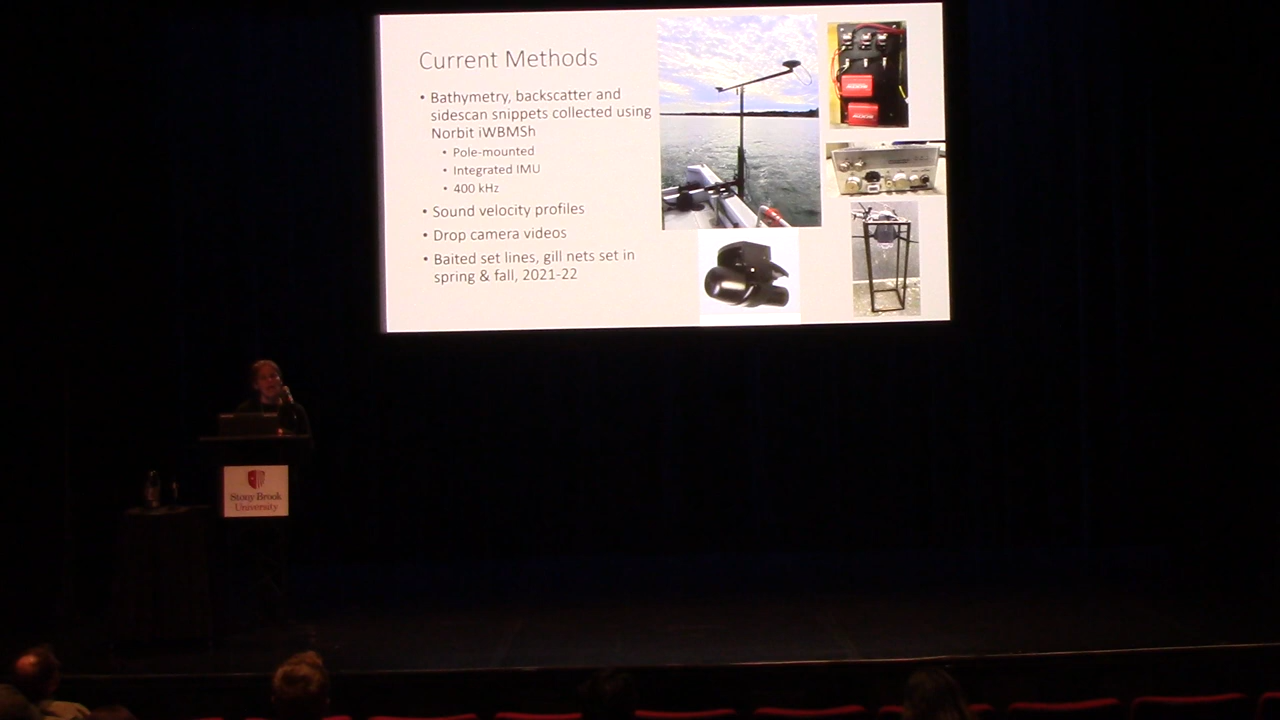 Current Methods
• Bathymetry, backscatter and
sidescan snippets collected using
Norbit iWBMSh
• Pole-mounted
• Integrated IMU
• 400 kHz
• Sound velocity profiles
• Drop camera videos
• Baited set lines, gill nets set in
spring & fall, 2021-22
Stony Brook
University